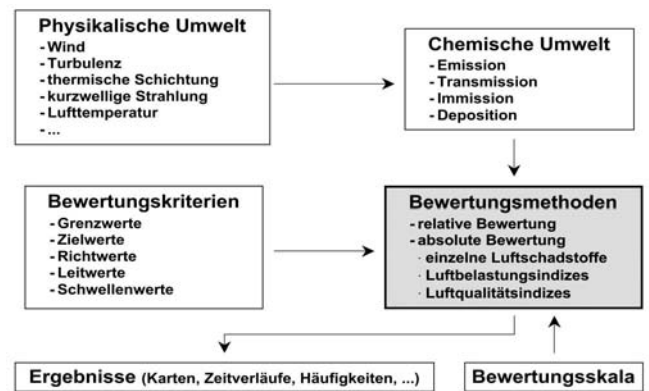 Physikalische Umwelt
- Wind
- Turbulenz
- thermische Schichtung
- kurzwellige Strahlung
- Lufttemperatur
- ...
Chemische Umwelt
- Emission
- Transmission
- Immission
- Deposition
Bewertungskriterien
- Grenzwerte
- Zielwerte
- Richtwerte
- Leitwerte
- Schwellenwerte
Bewertungsmethoden
- relative Bewertung
- absolute Bewertung
· einzelne Luftschadstoffe
· Luftbelastungsindizes
· Luftqualitätsindizes
Ergebnisse (Karten, Zeitverläufe, Häufigkeiten, ...)
Bewertungsskala